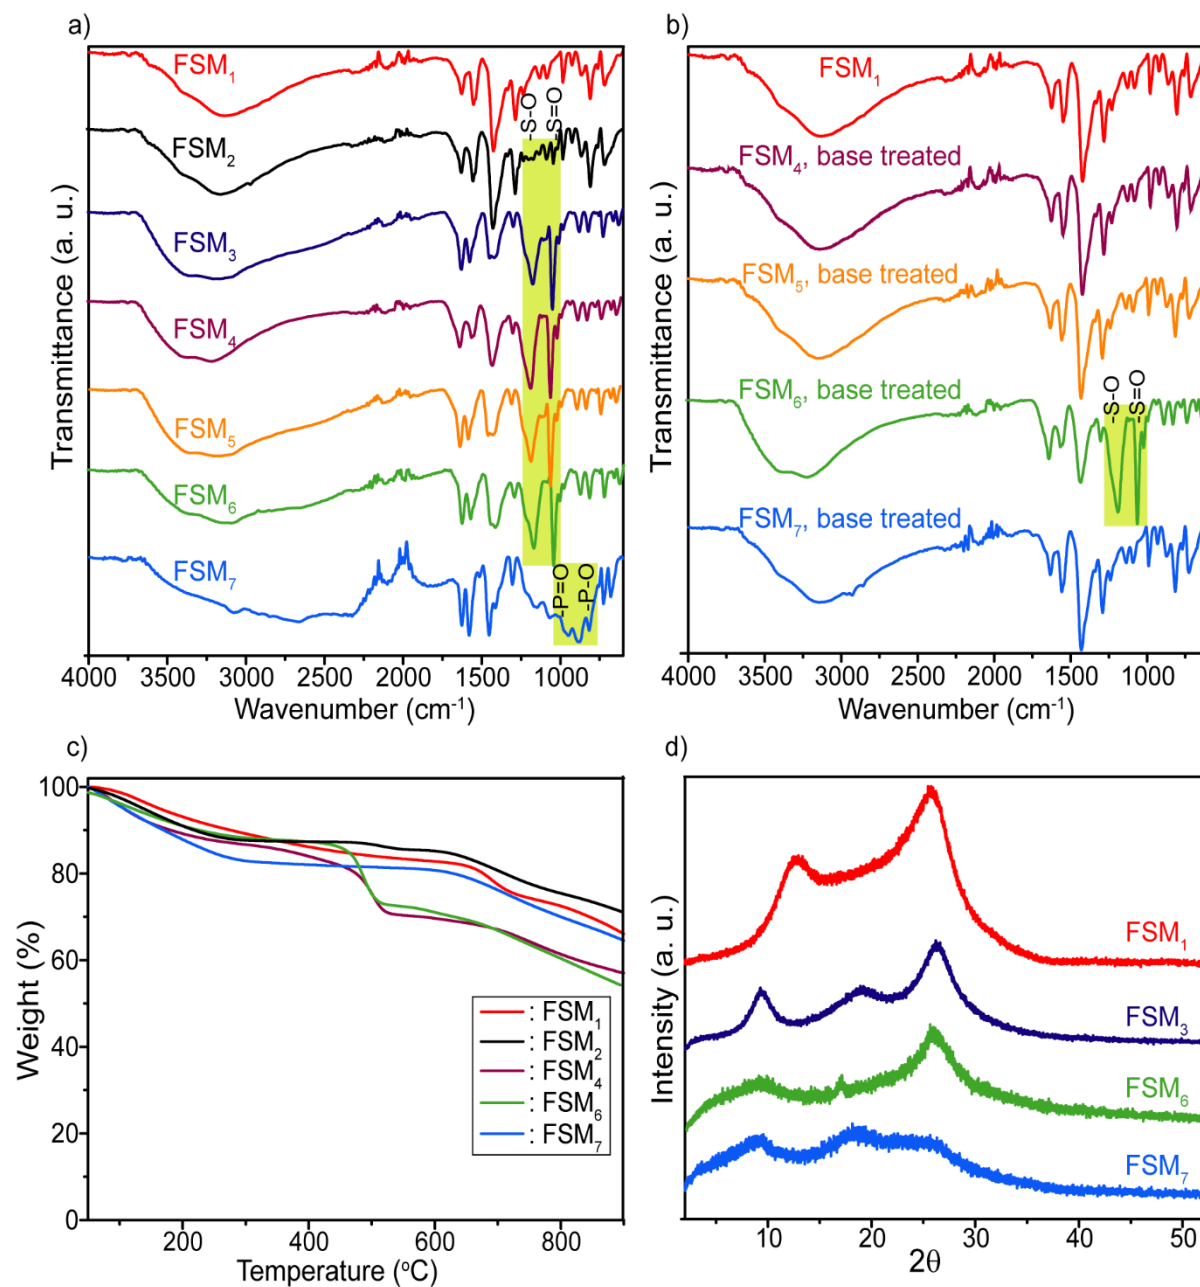 a)
FSM₁
FSM₂
FSM₃
FSM₄
FSM₅
FSM₆
FSM₇
-S-O
-S=O
-P=O
-P-O
Transmittance (a. u.)
4000 3500 3000 2500 2000 1500 1000
Wavenumber (cm⁻¹)
b)
FSM₁
FSM₄, base treated
FSM₅, base treated
FSM₆, base treated
FSM₇, base treated
-S-O
-S=O
Transmittance (a. u.)
4000 3500 3000 2500 2000 1500 1000
Wavenumber (cm⁻¹)
c)
100
80
60
40
20
0
Weight (%)
: FSM₁
: FSM₂
: FSM₄
: FSM₆
: FSM₇
200 400 600 800
Temperature (°C)
d)
FSM₁
FSM₃
FSM₆
FSM₇
Intensity (a. u.)
10 20 30 40 50
2θ